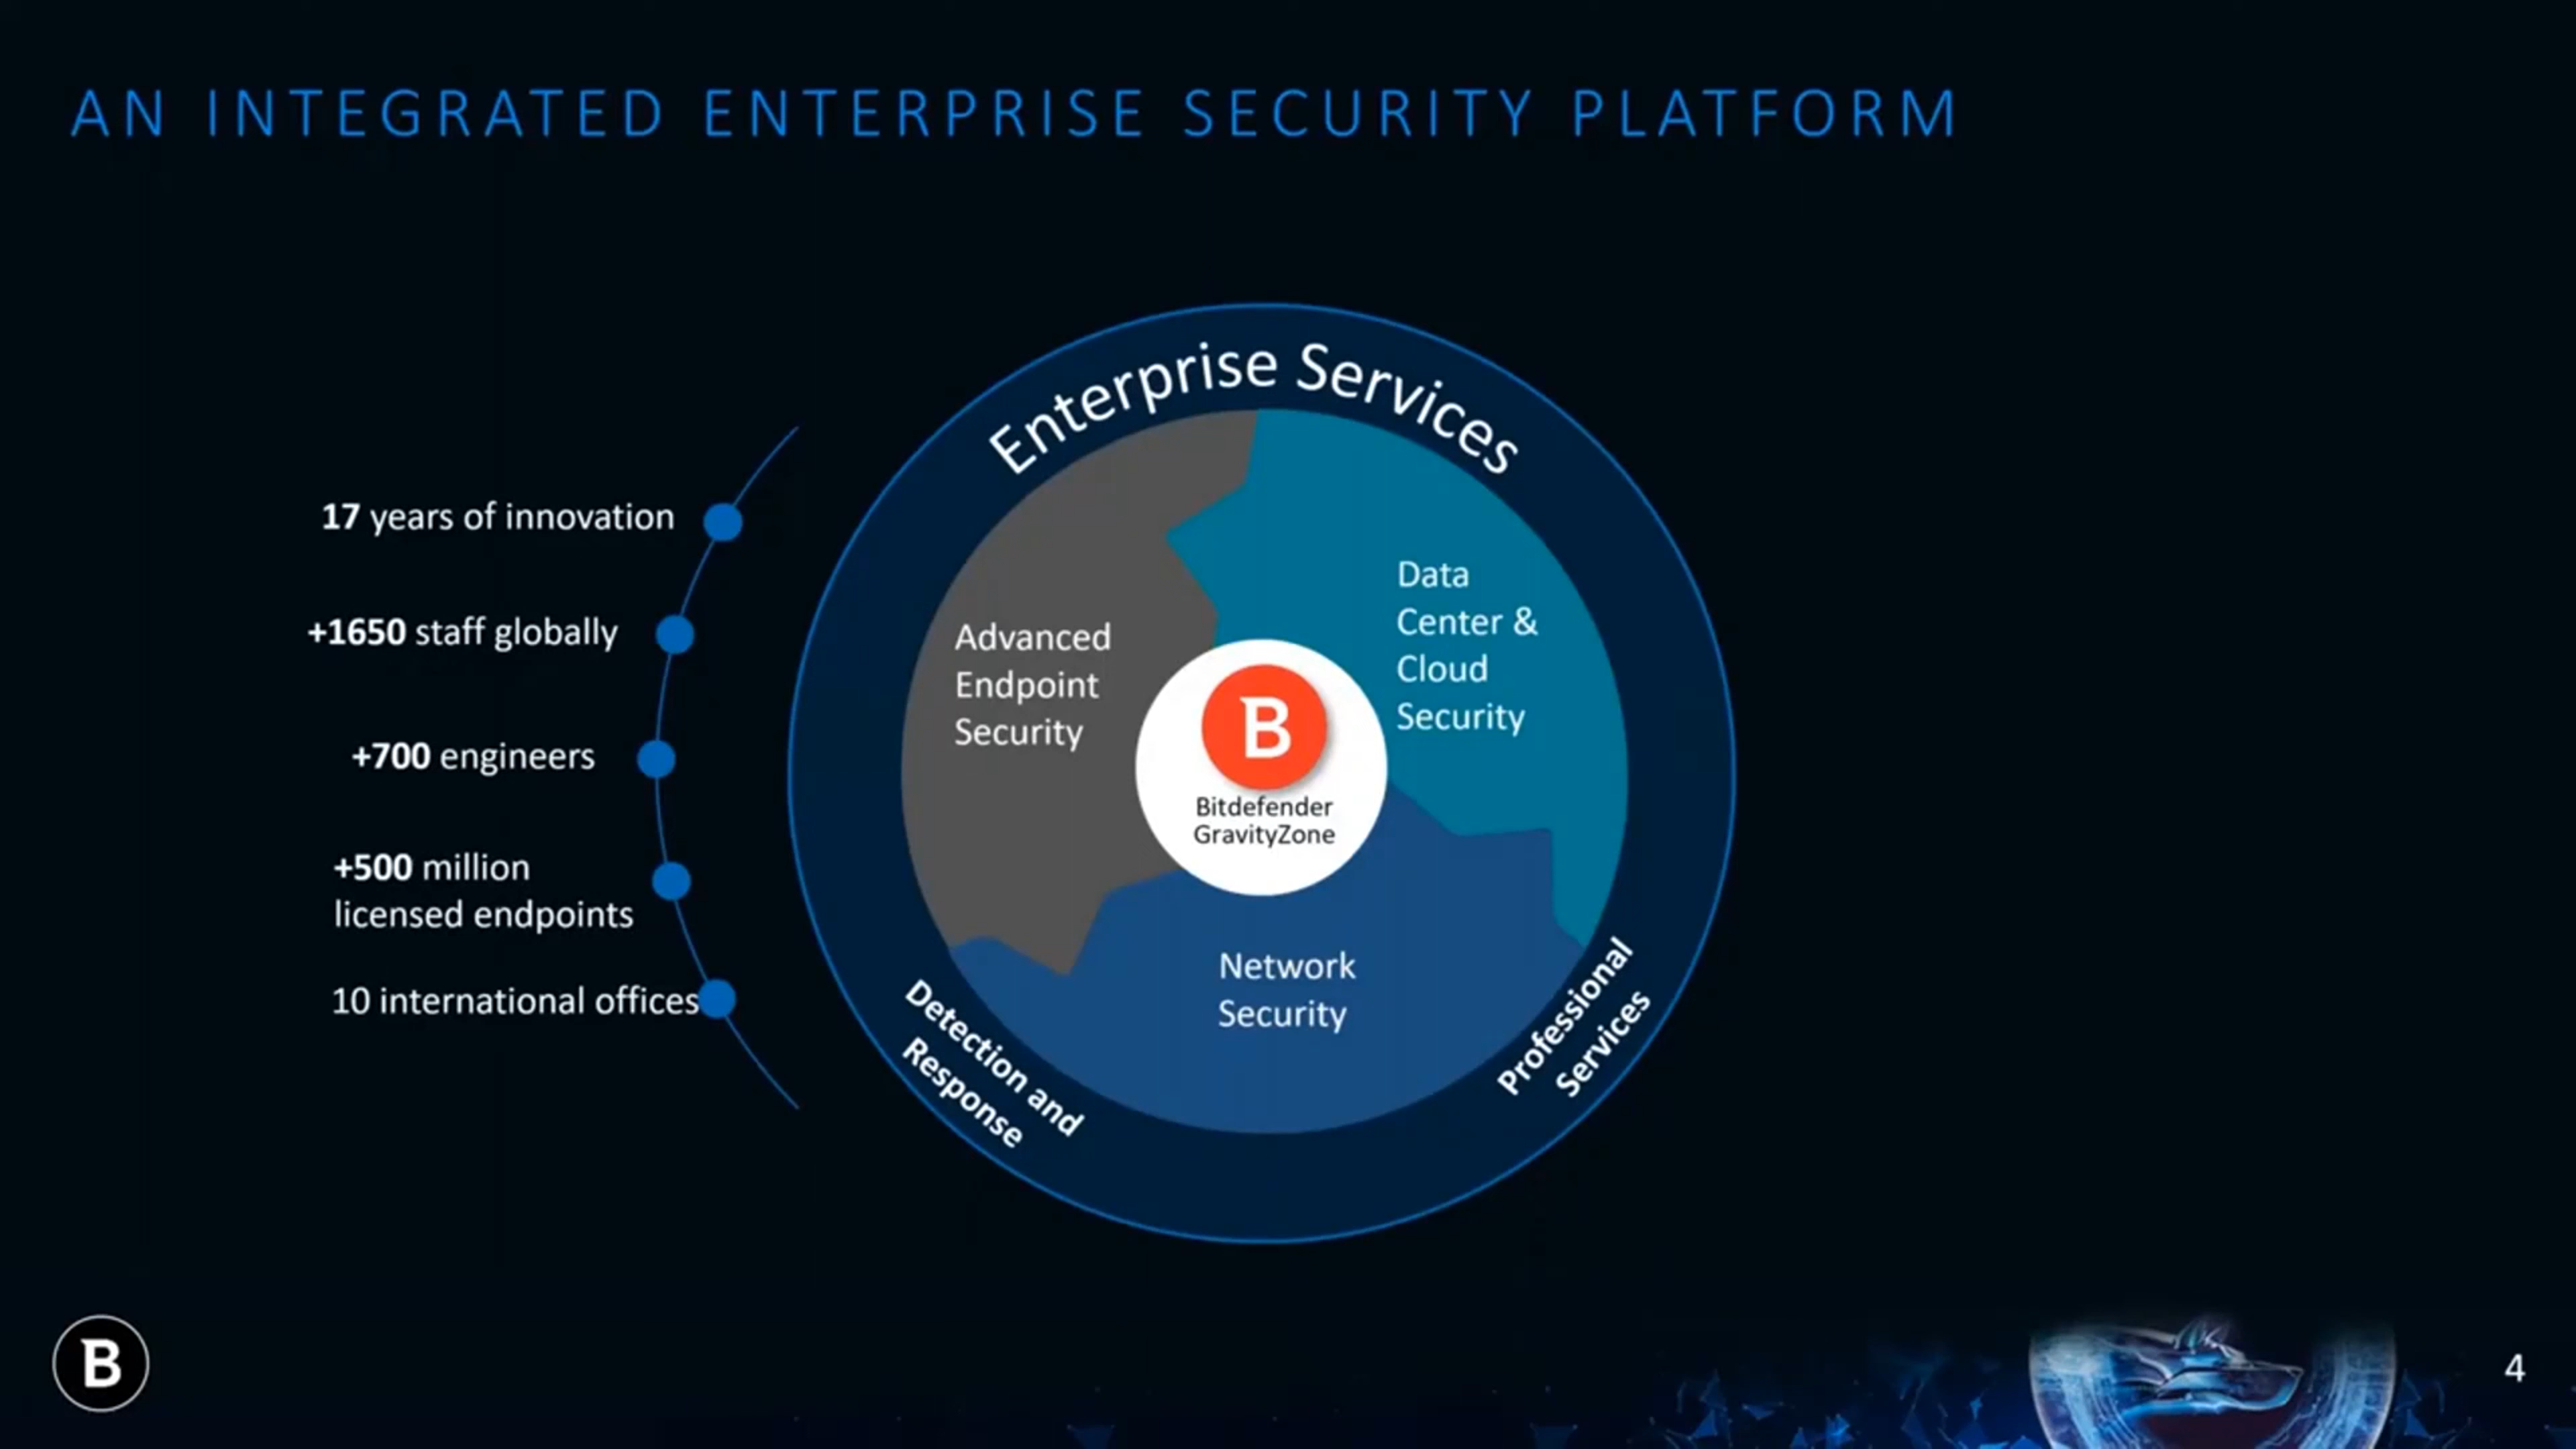 AN INTEGRATED ENTERPRISE SECURITY PLATFORM
17 years of innovation
+1650 staff globally
+700 engineers
+500 million
licensed endpoints
10 international offices
Enterprise Services
Advanced
Endpoint
Security
Data
Center &
Cloud
Security
B
Bitdefender
GravityZone
Network
Security
Detection and
Response
Professional
Services
B
4